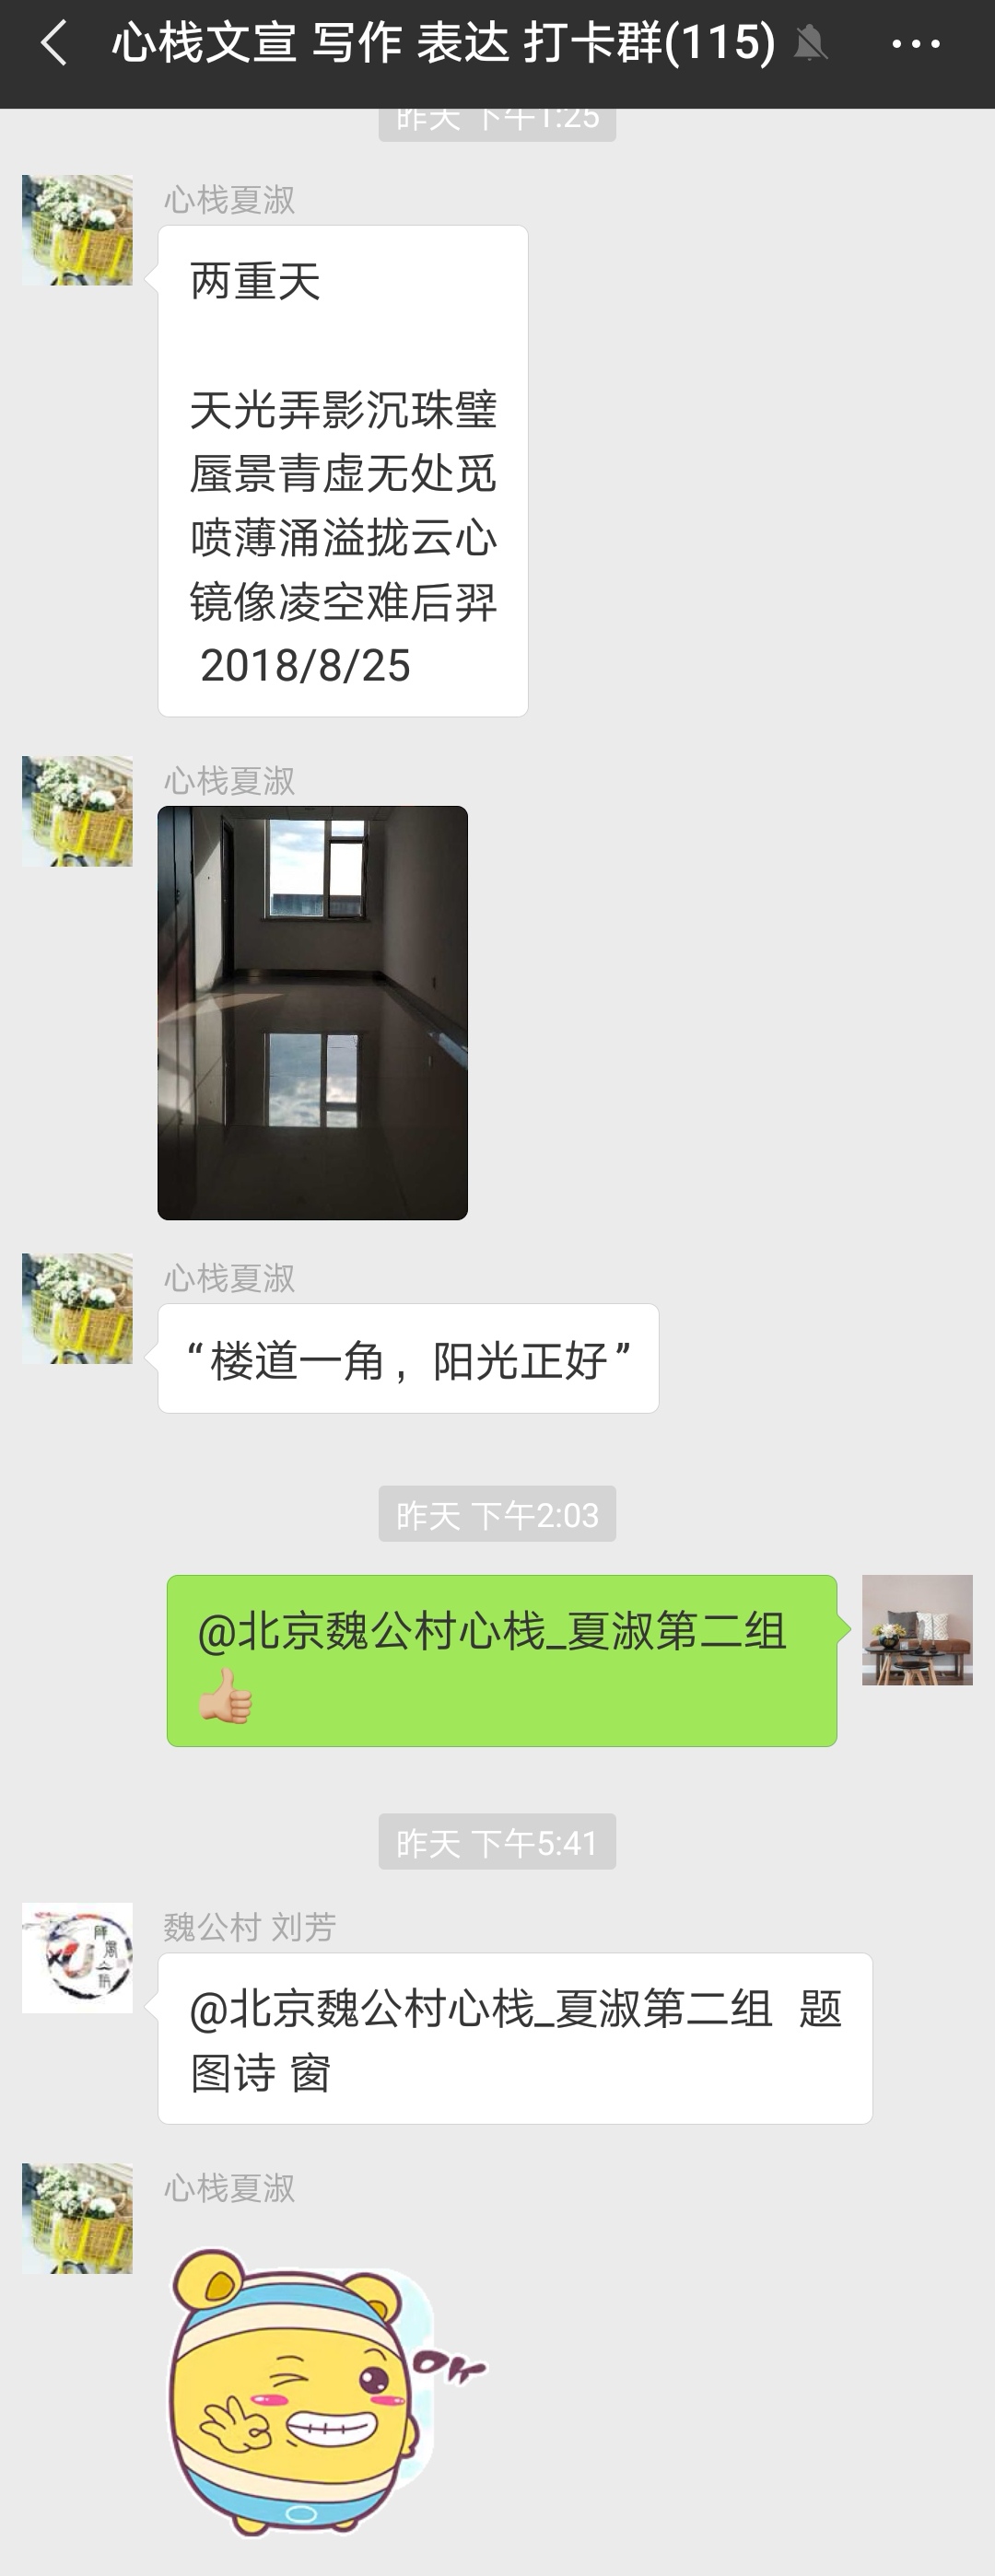 心栈文宣 写作 表达 打卡群(115)
昨天 下午1:25
心栈夏淑
两重天
天光弄影沉珠璧
蜃景青虚无处觅
喷薄涌溢拢云心
镜像凌空难后羿
2018/8/25
心栈夏淑
心栈夏淑
“楼道一角，阳光正好”
昨天 下午2:03
@北京魏公村心栈_夏淑第二组
👍🏼
昨天 下午5:41
魏公村 刘芳
@北京魏公村心栈_夏淑第二组 题
图诗 窗
心栈夏淑
OK